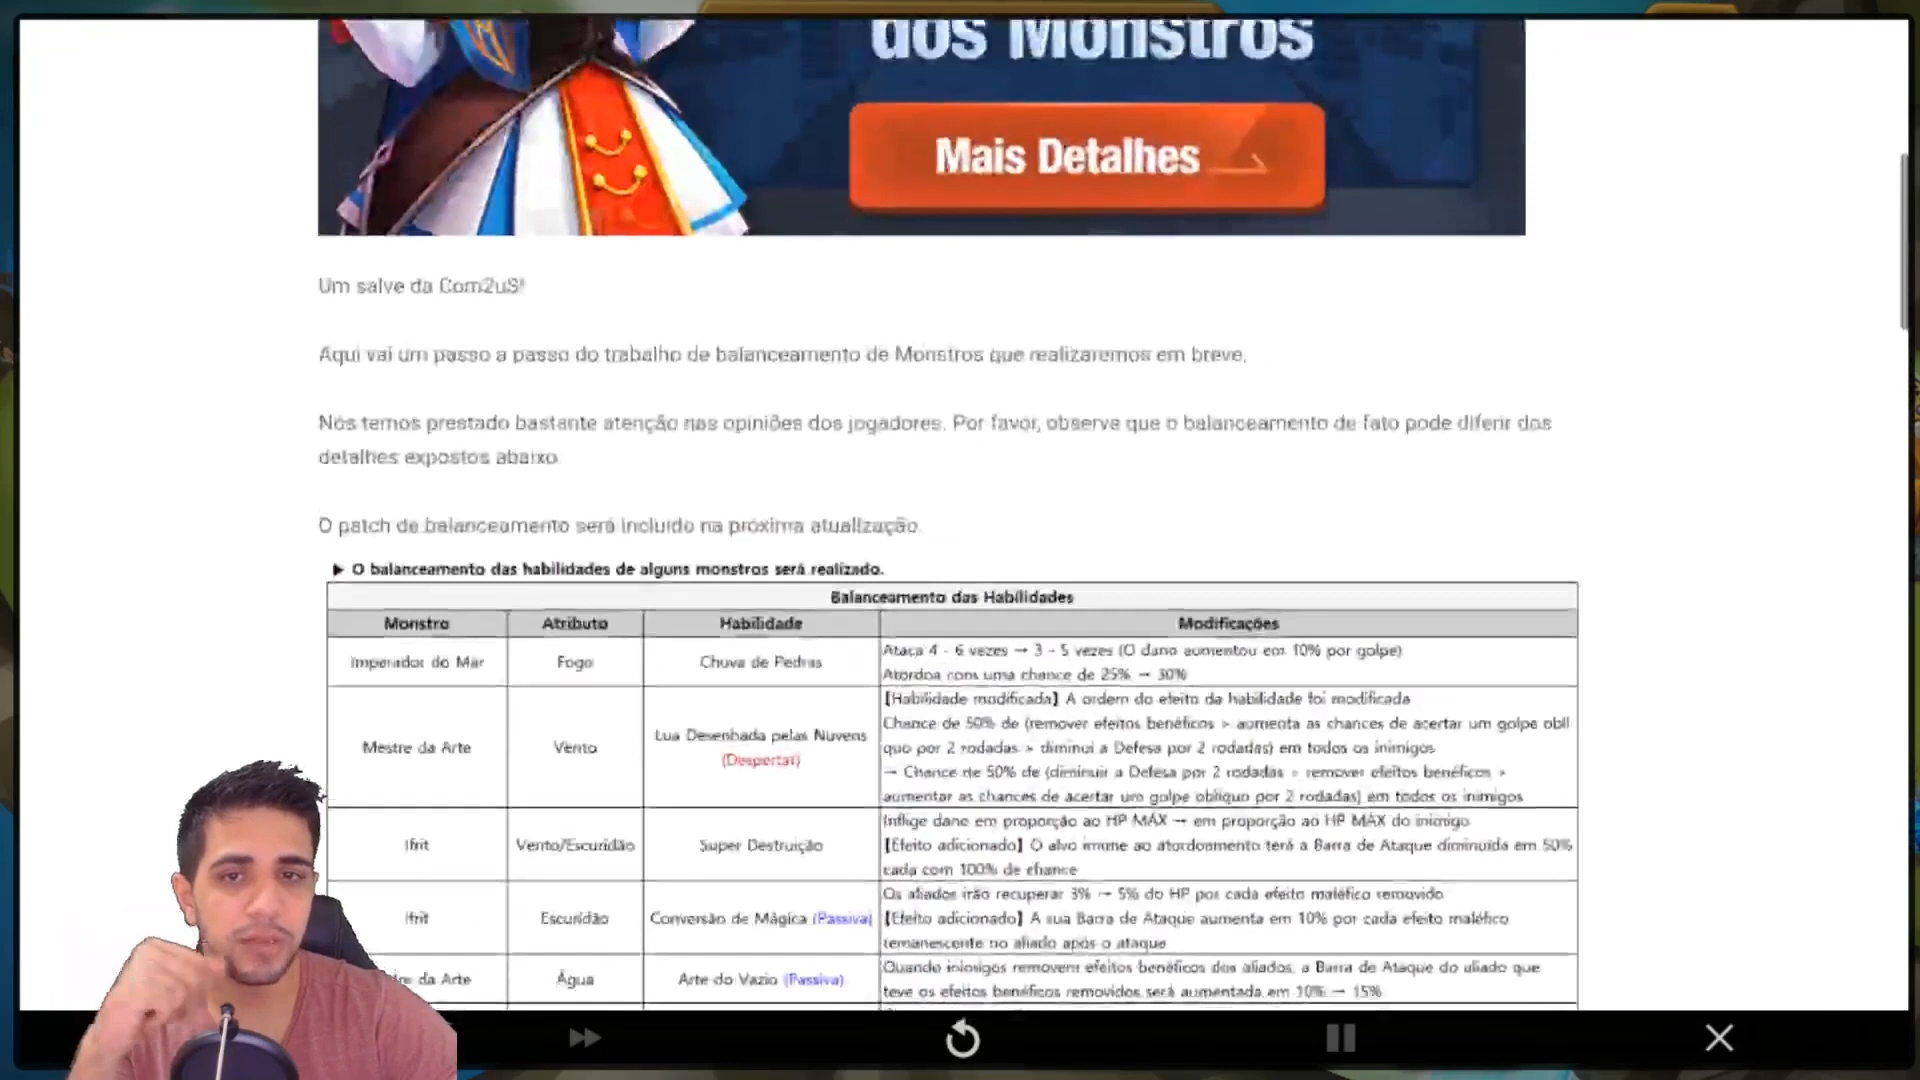 dos Monstros
Mais Detalhes
Um salve da Com2uS!
Aqui vai um passo a passo do trabalho de balanceamento de Monstros que realizaremos em breve.
Nós temos prestado bastante atenção nas opiniões dos jogadores. Por favor, observe que o balanceamento de fato pode diferir dos
detalhes expostos abaixo.
O patch de balanceamento será incluído na próxima atualização.
▶ O balanceamento das habilidades de alguns monstros será realizado.
Balanceamento das Habilidades
Monstro Atributo Habilidade Modificações
Imperador do Mar Fogo Chuva de Pedras
Ataca 4 - 6 vezes → 3 - 5 vezes (O dano aumentou em 10% por golpe)
Atordoa com uma chance de 25% → 30%
Mestre da Arte Vento Lua Desenhada pelas Nuvens
(Despertar)
【Habilidade modificada】 A ordem do efeito da habilidade foi modificada
Chance de 50% de (remover efeitos benéficos > aumenta as chances de acertar um golpe oblí
quo por 2 rodadas > diminui a Defesa por 2 rodadas) em todos os inimigos
→ Chance de 50% de (diminuir a Defesa por 2 rodadas > remover efeitos benéficos >
aumentar as chances de acertar um golpe oblíquo por 2 rodadas) em todos os inimigos
Ifrit Vento/Escuridão Super Destruição
Inflige dano em proporção ao HP MÁX → em proporção ao HP MÁX do inimigo
【Efeito adicionado】 O alvo imune ao atordoamento terá a Barra de Ataque diminuída em 50%
cada com 100% de chance
Ifrit Escuridão Conversão de Mágica (Passiva)
Os aliados irão recuperar 3% → 5% do HP por cada efeito maléfico removido
【Efeito adicionado】 A sua Barra de Ataque aumenta em 10% por cada efeito maléfico
remanescente no aliado após o ataque
da Arte Água Arte do Vazio (Passiva)
Quando inimigos removem efeitos benéficos dos aliados, a Barra de Ataque do aliado que
teve os efeitos benéficos removidos será aumentada em 10% → 15%